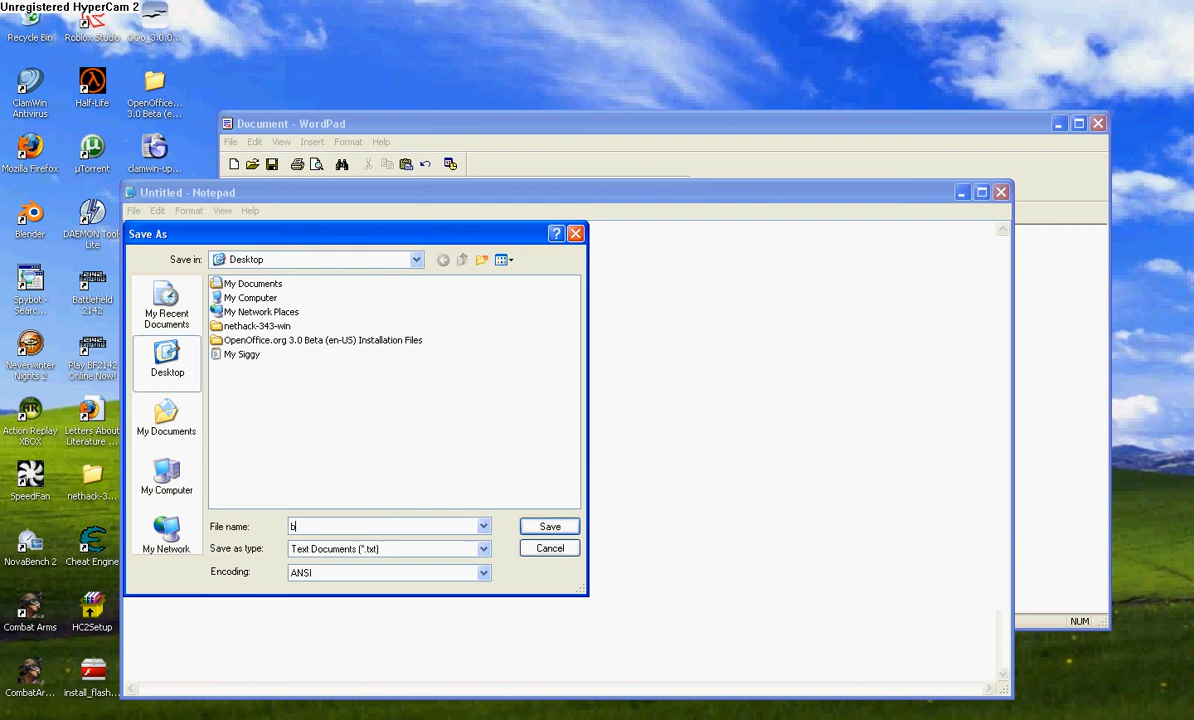 Unregistered HyperCam 2
Recycle Bin
Roblox Studio
OOo_3.0.0...
ClamWin
Antivirus
Half-Life
OpenOffice...
3.0 Beta (e...
Mozilla Firefox
µTorrent
clamwin-up...
Blender
DAEMON Tools
Lite
Spybot -
Searc...
Battlefield
2142
Neverwinter
Nights 2
Play BF2142
Online Now!
Action Replay
XBOX
Letters About
Literature ...
SpeedFan
nethack-3...
NovaBench 2
Cheat Engine
Combat Arms
HC2Setup
CombatAr...
install_flash...
Document - WordPad
File Edit View Insert Format Help
Untitled - Notepad
File Edit Format View Help
Save As
Save in:
Desktop
My Recent
Documents
Desktop
My Documents
My Computer
My Network
My Documents
My Computer
My Network Places
nethack-343-win
OpenOffice.org 3.0 Beta (en-US) Installation Files
My Siggy
File name:
b
Save
Save as type:
Text Documents (*.txt)
Cancel
Encoding:
ANSI
NUM